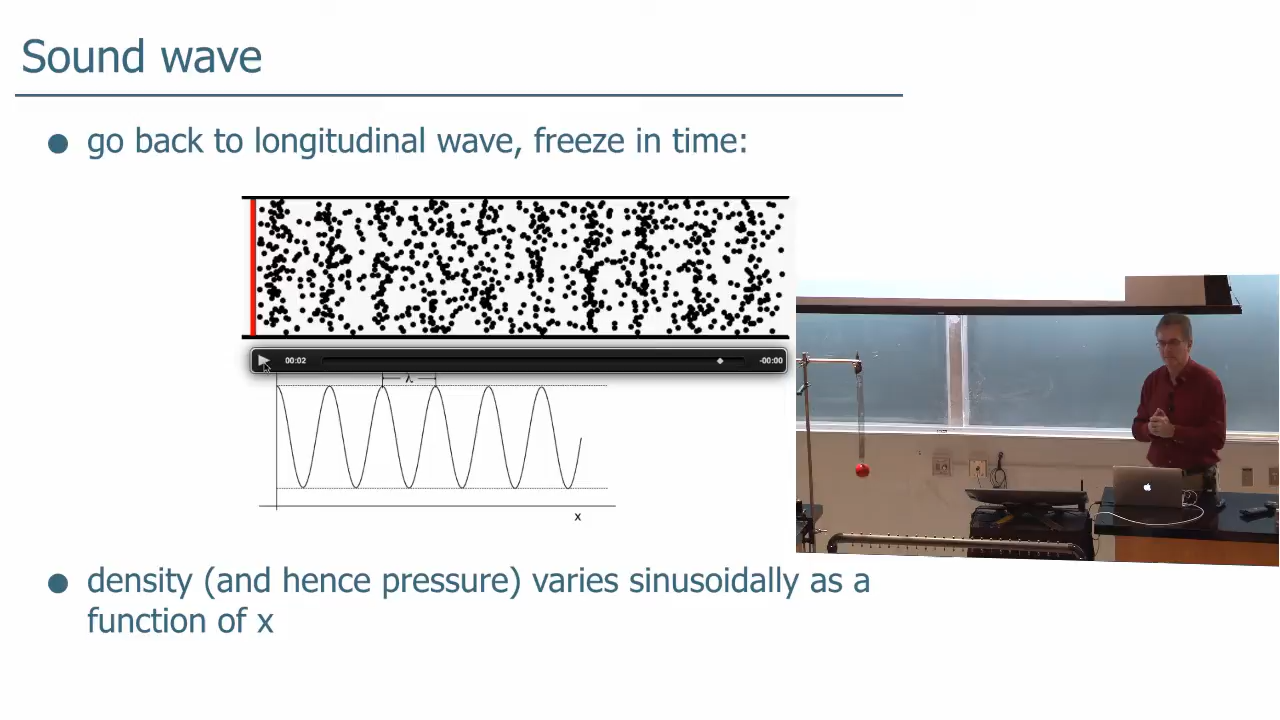 Sound wave
● go back to longitudinal wave, freeze in time:
00:02
-00:00
λ
x
● density (and hence pressure) varies sinusoidally as a
function of x